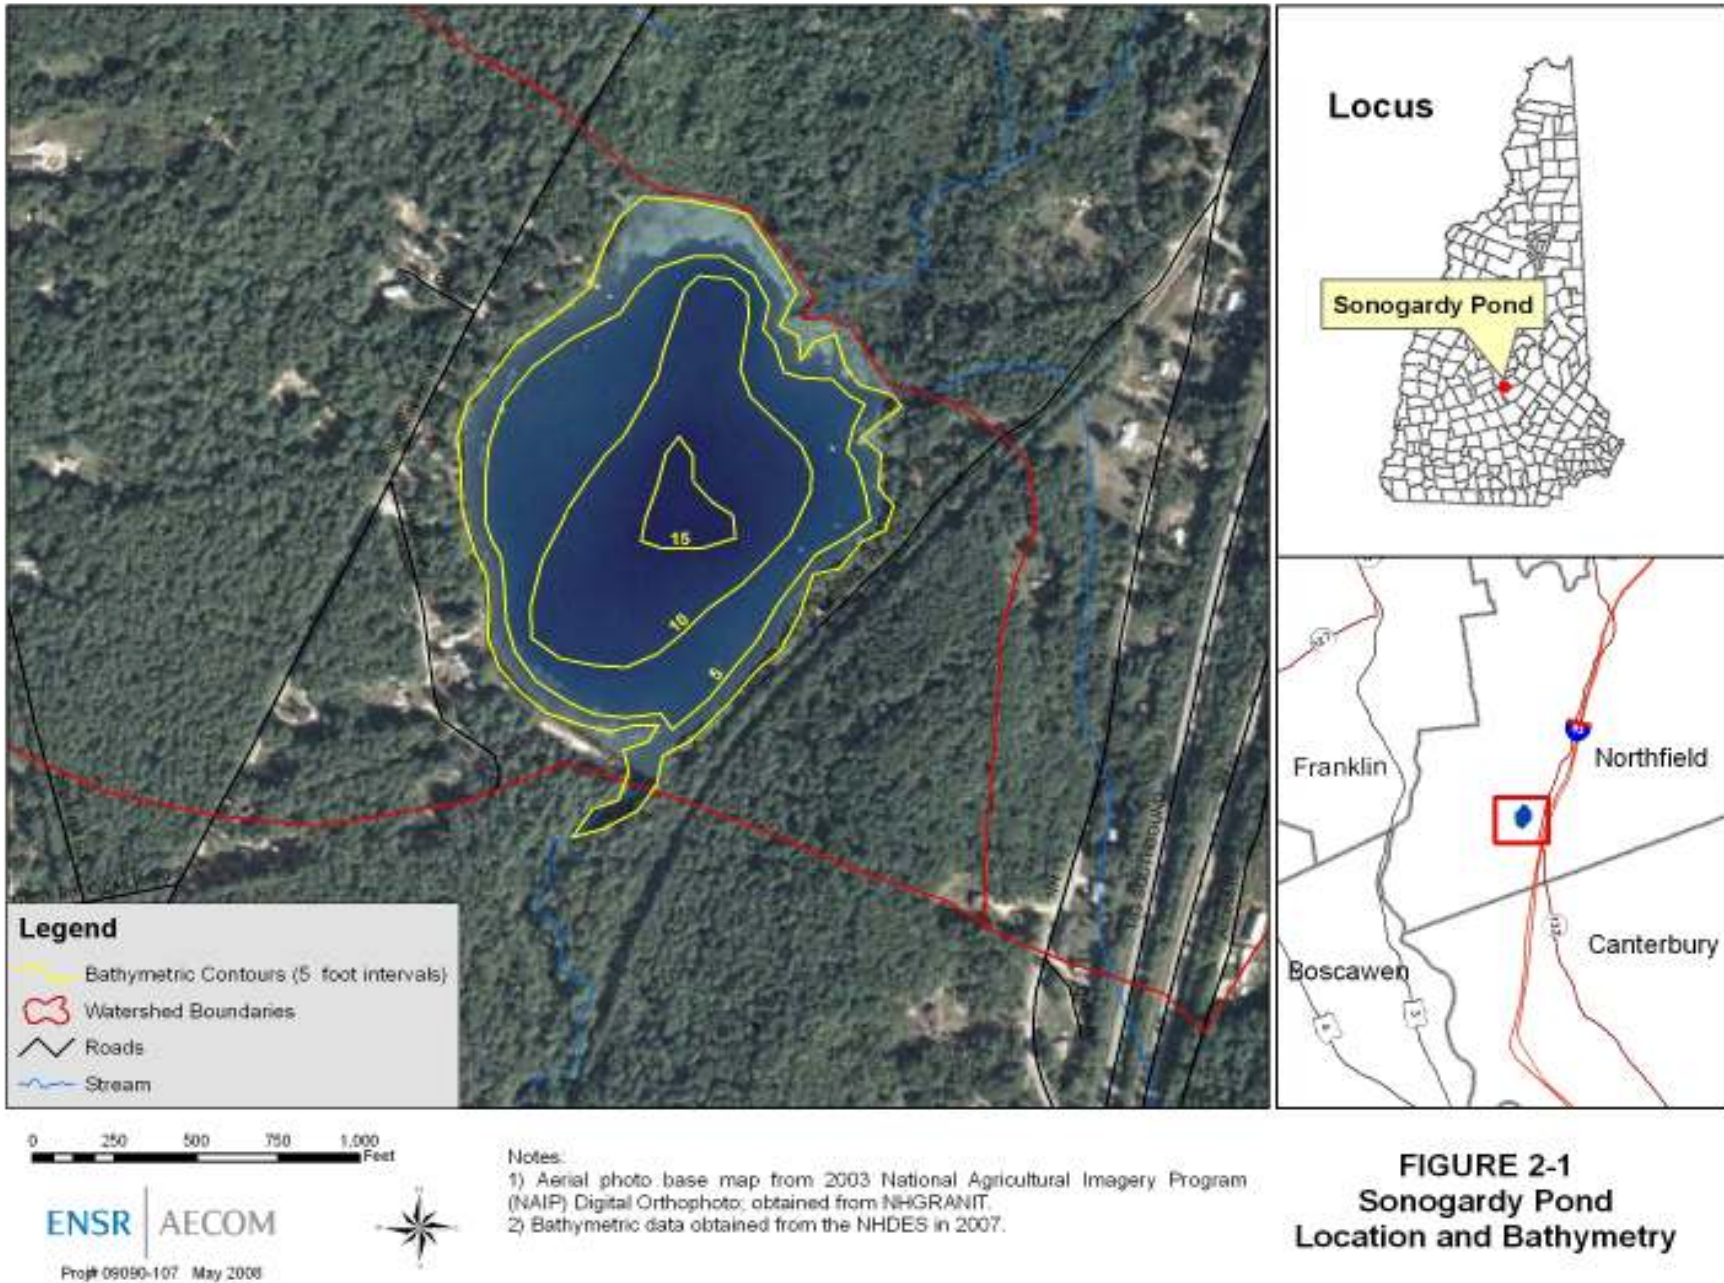 15
10
5
Legend
Bathymetric Contours (5 foot intervals)
Watershed Boundaries
Roads
Stream
Locus
Sonogardy Pond
Franklin
Northfield
Boscawen
Canterbury
0 250 500 750 1,000
Feet
ENSR | AECOM
Proj# 09090-107 May 2008
Notes:
1) Aerial photo base map from 2003 National Agricultural Imagery Program
(NAIP) Digital Orthophoto; obtained from NHGRANIT.
2) Bathymetric data obtained from the NHDES in 2007.
FIGURE 2-1
Sonogardy Pond
Location and Bathymetry